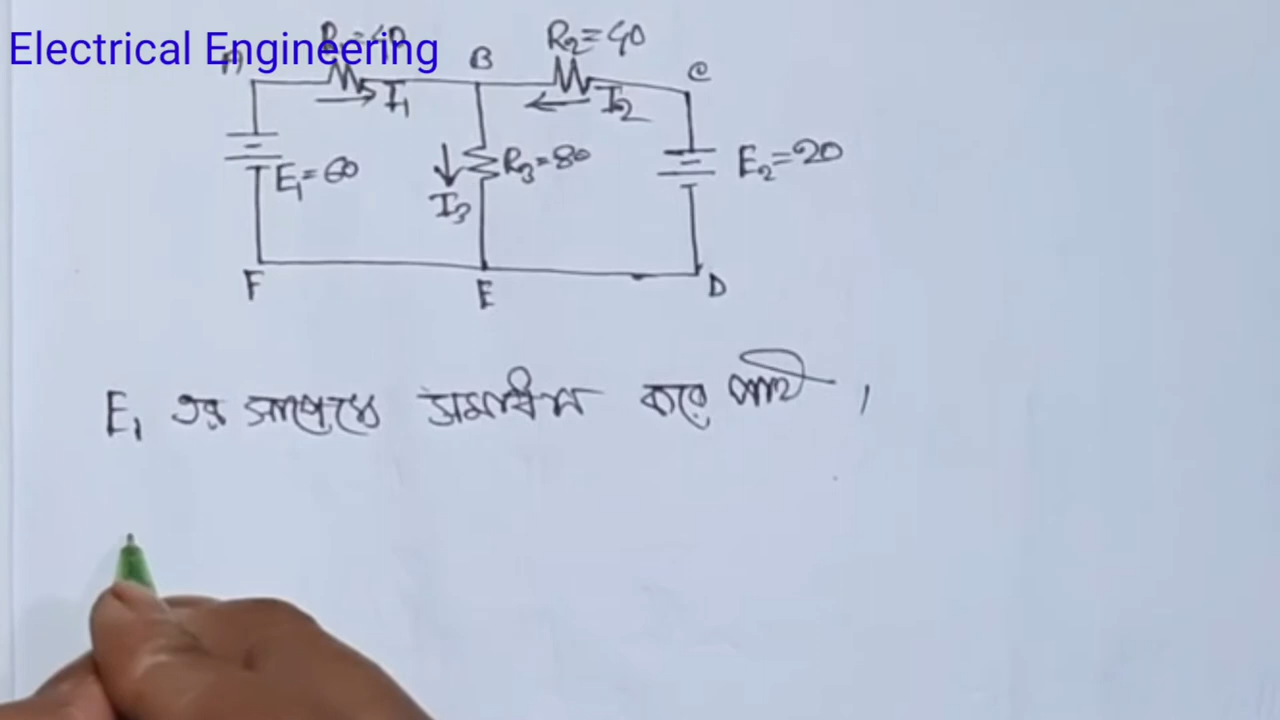 Electrical Engineering
A B R₂=40 C
I₁ I₂
E₁=60 I₃ R₃=80 E₂=20
F E D
E₁ এর সাপেক্ষে সমাধান করে পাই ,